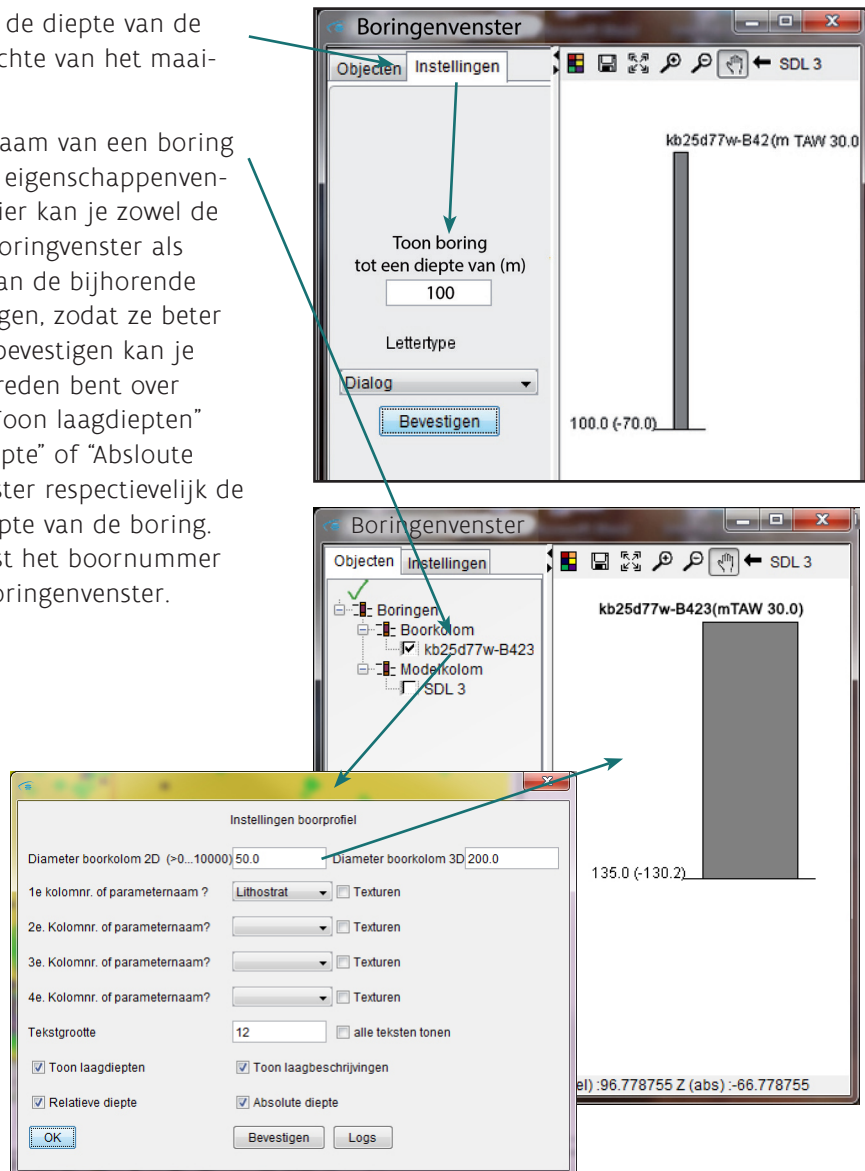 de diepte van de
chte van het maai-
naam van een boring
eigenschappenven-
ier kan je zowel de
oringvenster als
an de bijhorende
gen, zodat ze beter
bevestigen kan je
reden bent over
Toon laagdiepten”
epte” of “Absloute
ster respectievelijk de
epte van de boring.
st het boornummer
oringenvenster.
Boringenvenster
Objecten Instellingen
SDL 3
kb25d77w-B42(m TAW 30.0
Toon boring
tot een diepte van (m)
100
Lettertype
Dialog
Bevestigen
100.0 (-70.0)
Boringenvenster
Objecten Instellingen
SDL 3
Boringen
Boorkolom
kb25d77w-B423
Modelkolom
SDL 3
kb25d77w-B423(mTAW 30.0)
135.0 (-130.2)
el) :96.778755 Z (abs) :-66.778755
Instellingen boorprofiel
Diameter boorkolom 2D (>0...10000) 50.0 Diameter boorkolom 3D 200.0
1e kolomnr. of parameternaam ? Lithostrat Texturen
2e. Kolomnr. of parameternaam? Texturen
3e. Kolomnr. of parameternaam? Texturen
4e. Kolomnr. of parameternaam? Texturen
Tekstgrootte 12 alle teksten tonen
Toon laagdiepten Toon laagbeschrijvingen
Relatieve diepte Absolute diepte
OK Bevestigen Logs